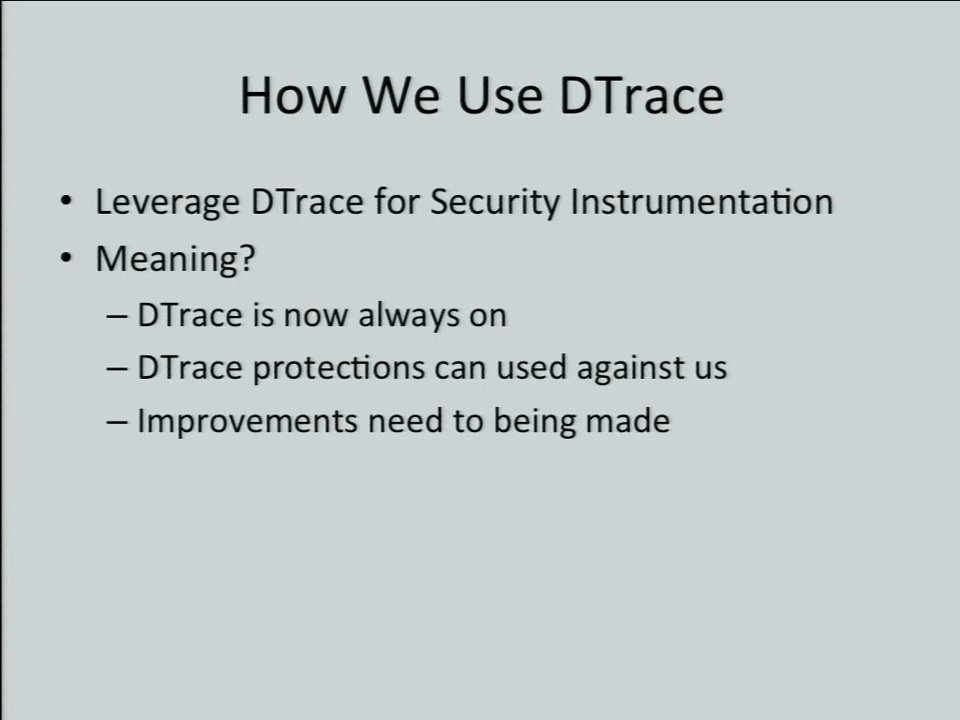 How We Use DTrace
• Leverage DTrace for Security Instrumentation
• Meaning?
– DTrace is now always on
– DTrace protections can used against us
– Improvements need to being made